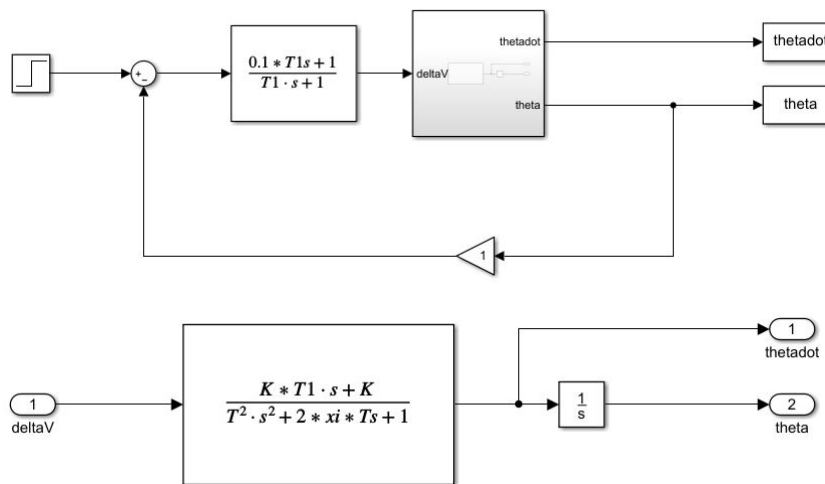 thetadot
thetadot
0.1 * T1s + 1
T1 · s + 1
+
-
deltaV
theta
theta
1
K * T1 · s + K
T² · s² + 2 * xi * Ts + 1
1
deltaV
1
s
1
thetadot
2
theta